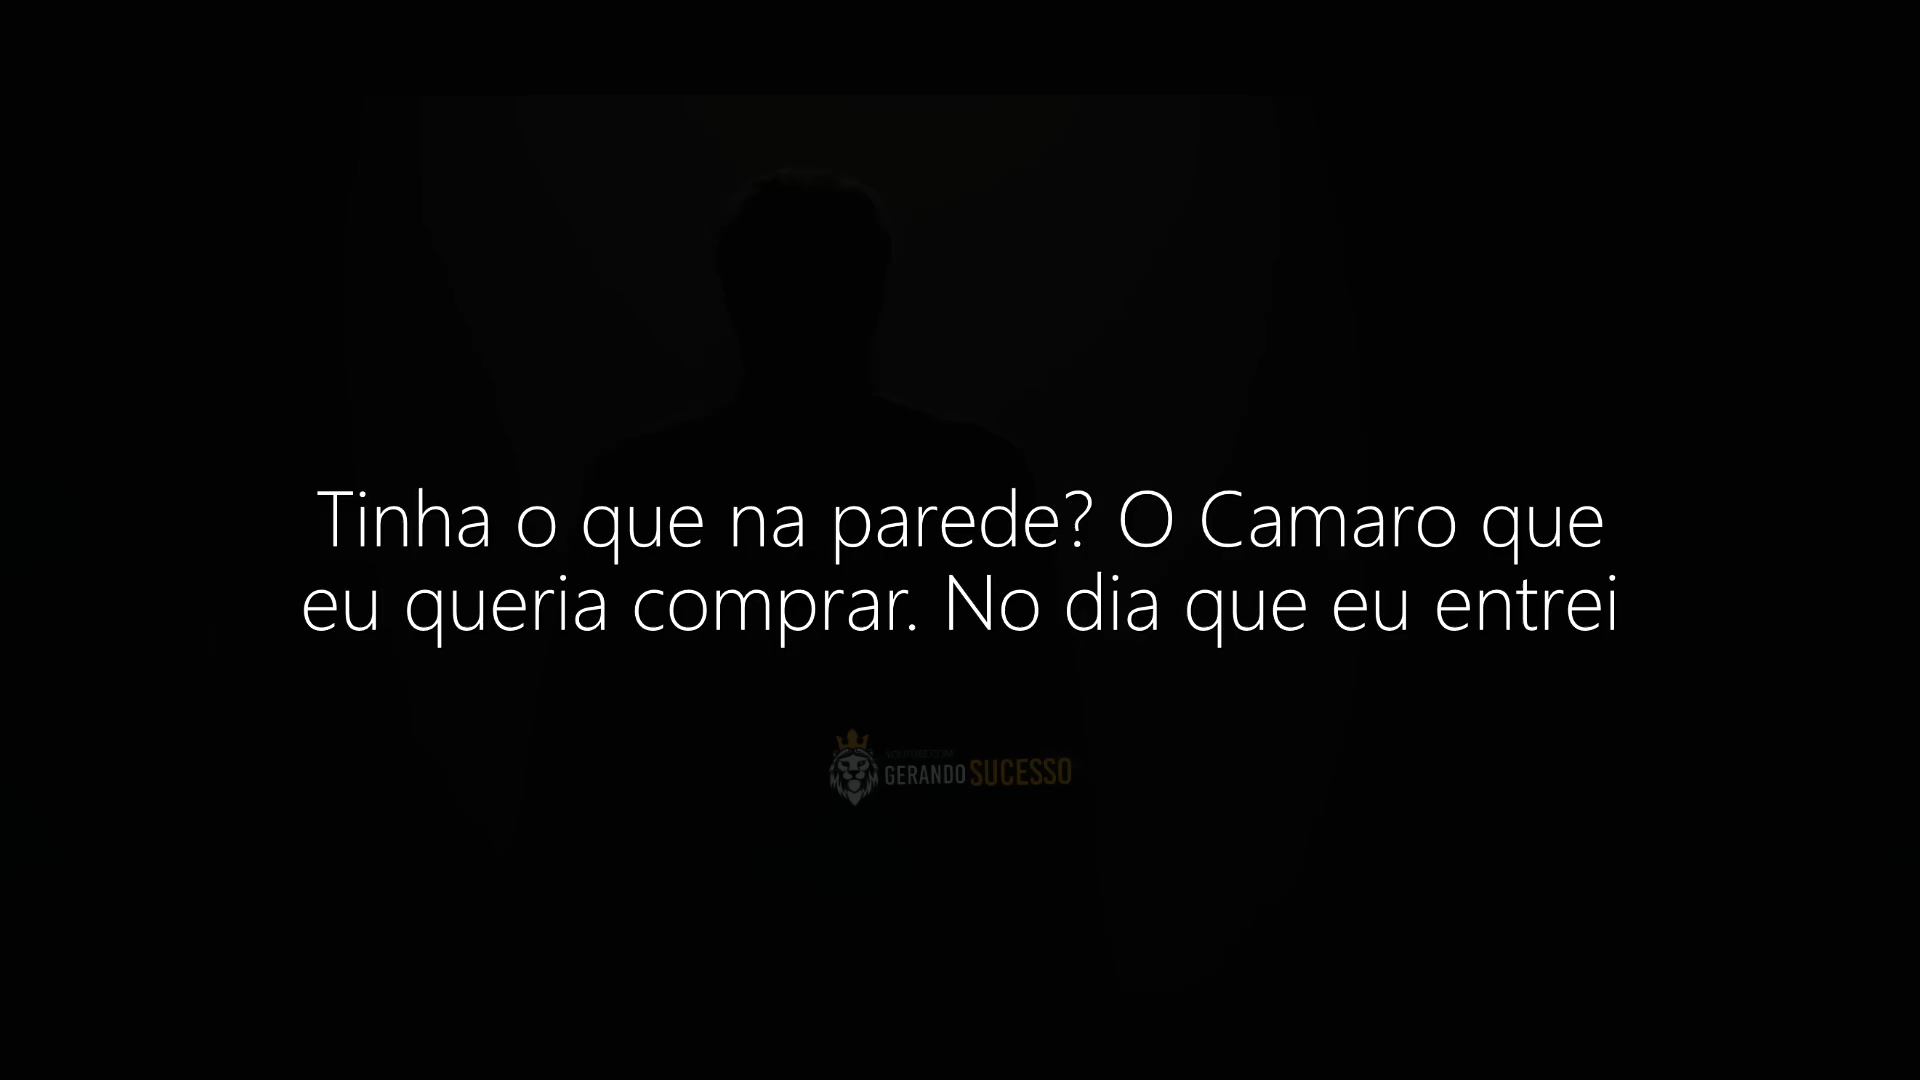 Tinha o que na parede? O Camaro que
eu queria comprar. No dia que eu entrei
GERANDO SUCESSO